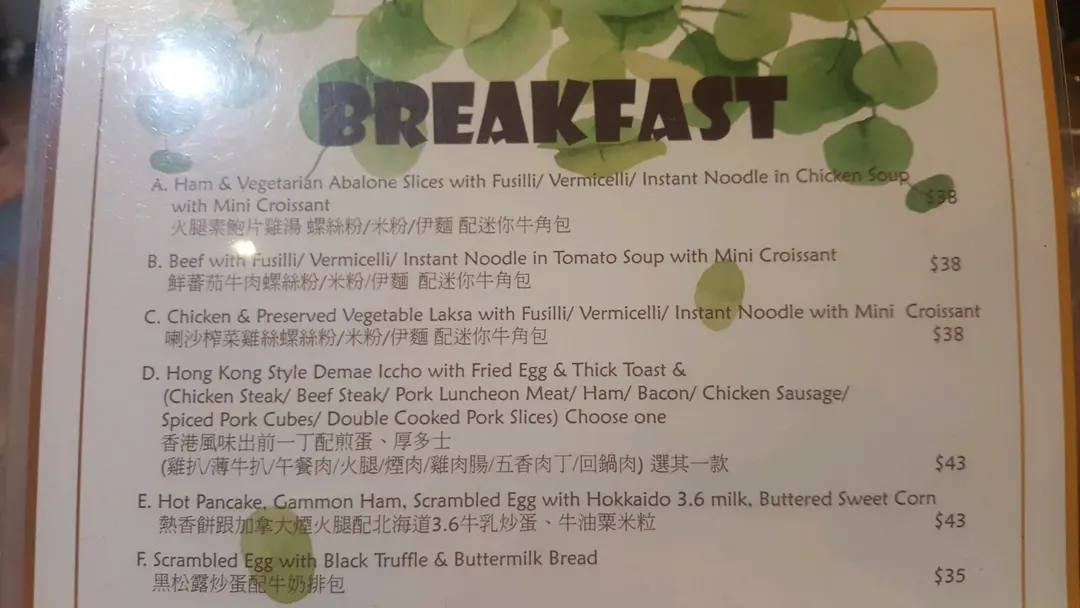 BREAKFAST
A. Ham & Vegetarian Abalone Slices with Fusilli/ Vermicelli/ Instant Noodle in Chicken Soup
with Mini Croissant $38
火腿素鮑片雞湯 螺絲粉/米粉/伊麵 配迷你牛角包
B. Beef with Fusilli/ Vermicelli/ Instant Noodle in Tomato Soup with Mini Croissant $38
鮮蕃茄牛肉螺絲粉/米粉/伊麵 配迷你牛角包
C. Chicken & Preserved Vegetable Laksa with Fusilli/ Vermicelli/ Instant Noodle with Mini Croissant
喇沙榨菜雞絲螺絲粉/米粉/伊麵 配迷你牛角包 $38
D. Hong Kong Style Demae Iccho with Fried Egg & Thick Toast &
(Chicken Steak/ Beef Steak/ Pork Luncheon Meat/ Ham/ Bacon/ Chicken Sausage/
Spiced Pork Cubes/ Double Cooked Pork Slices) Choose one
香港風味出前一丁配煎蛋、厚多士
(雞扒/薄牛扒/午餐肉/火腿/煙肉/雞肉腸/五香肉丁/回鍋肉) 選其一款 $43
E. Hot Pancake, Gammon Ham, Scrambled Egg with Hokkaido 3.6 milk, Buttered Sweet Corn
熱香餅跟加拿大煙火腿配北海道3.6牛乳炒蛋、牛油粟米粒 $43
F. Scrambled Egg with Black Truffle & Buttermilk Bread
黑松露炒蛋配牛奶排包 $35